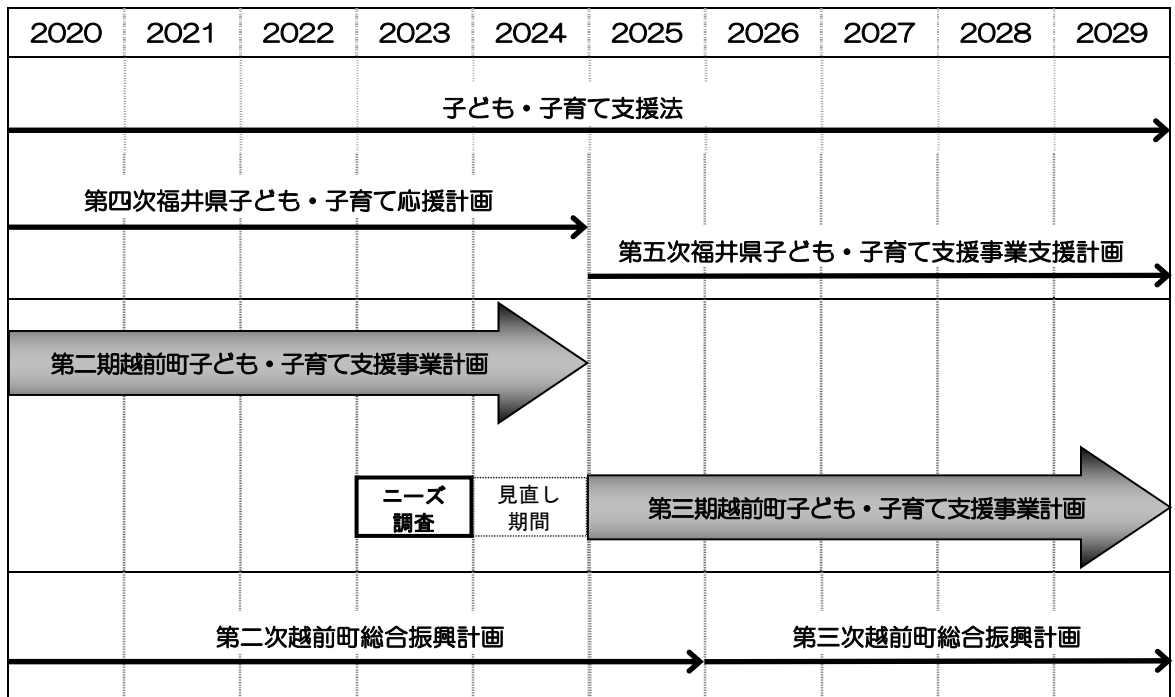 2020 2021 2022 2023 2024 2025 2026 2027 2028 2029
子ども・子育て支援法
第四次福井県子ども・子育て応援計画
第五次福井県子ども・子育て支援事業支援計画
第二期越前町子ども・子育て支援事業計画
ニーズ
調査
見直し
期間
第三期越前町子ども・子育て支援事業計画
第二次越前町総合振興計画
第三次越前町総合振興計画